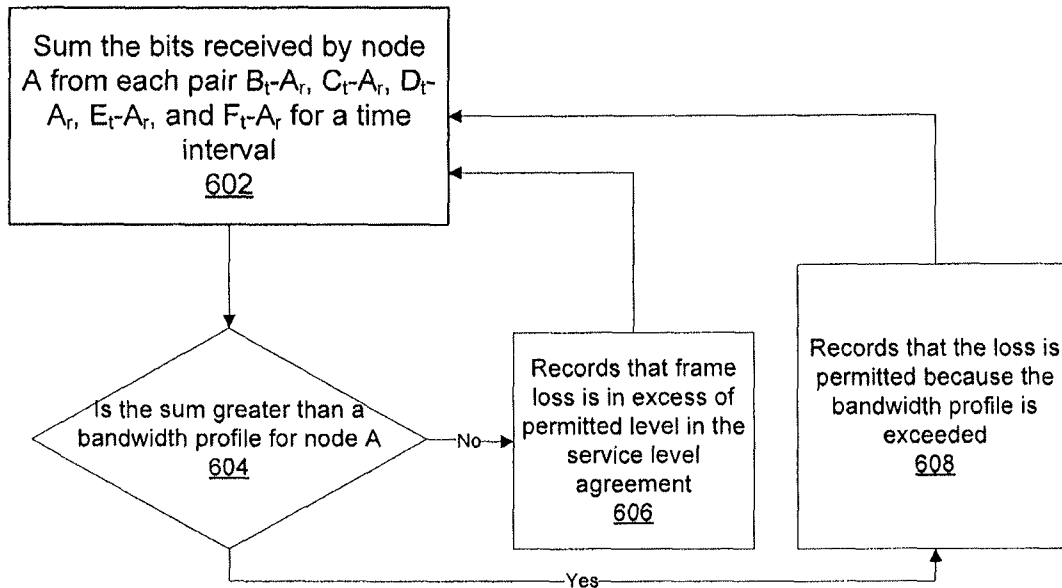 Sum the bits received by node
A from each pair Bt-Ar, Ct-Ar, Dt-
Ar, Et-Ar, and Ft-Ar for a time
interval
602
Is the sum greater than a
bandwidth profile for node A
604
No
Records that frame
loss is in excess of
permitted level in the
service level
agreement
606
Records that the loss is
permitted because the
bandwidth profile is
exceeded
608
Yes